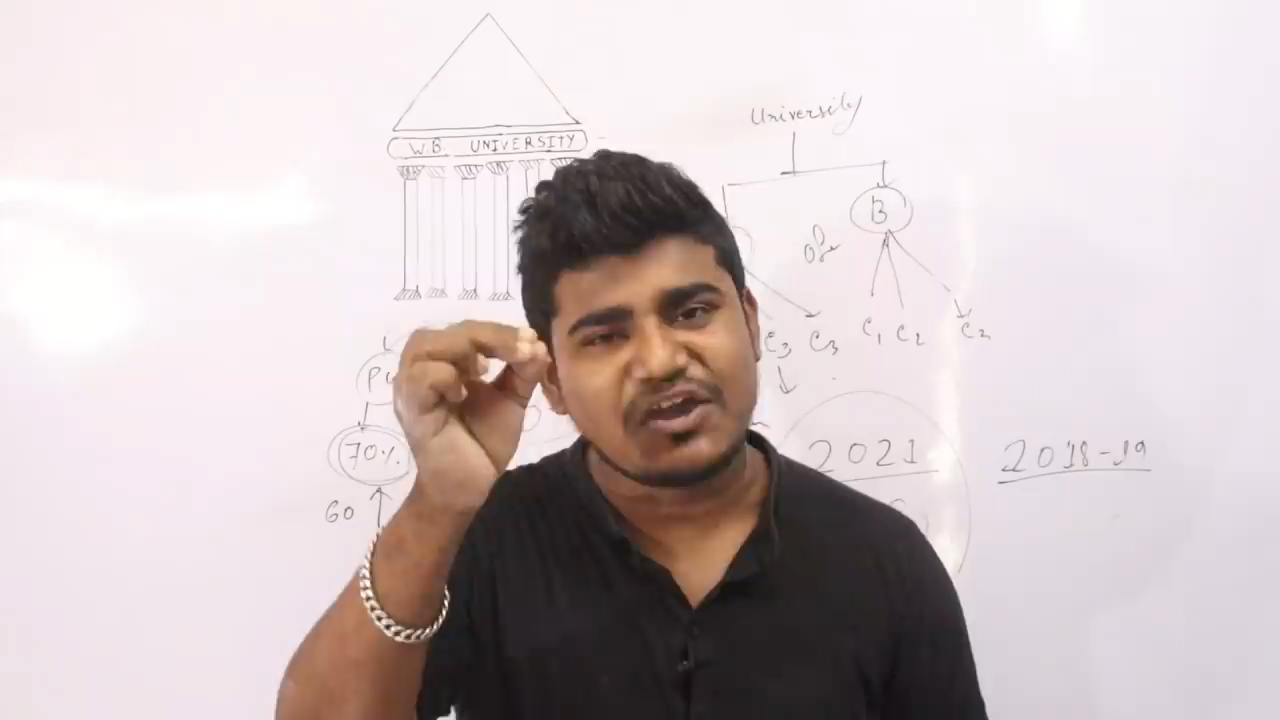 University
W.B. UNIVERSITY
B
C3 C3 C1 C2 C2
70%
2021 2018-19
60